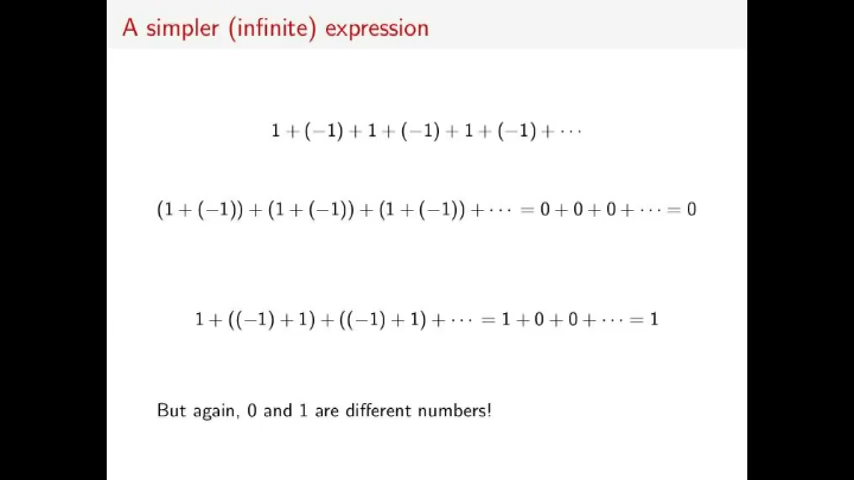 A simpler (infinite) expression
1 + (−1) + 1 + (−1) + 1 + (−1) + ⋯
(1 + (−1)) + (1 + (−1)) + (1 + (−1)) + ⋯ = 0 + 0 + 0 + ⋯ = 0
1 + ((−1) + 1) + ((−1) + 1) + ⋯ = 1 + 0 + 0 + ⋯ = 1
But again, 0 and 1 are different numbers!